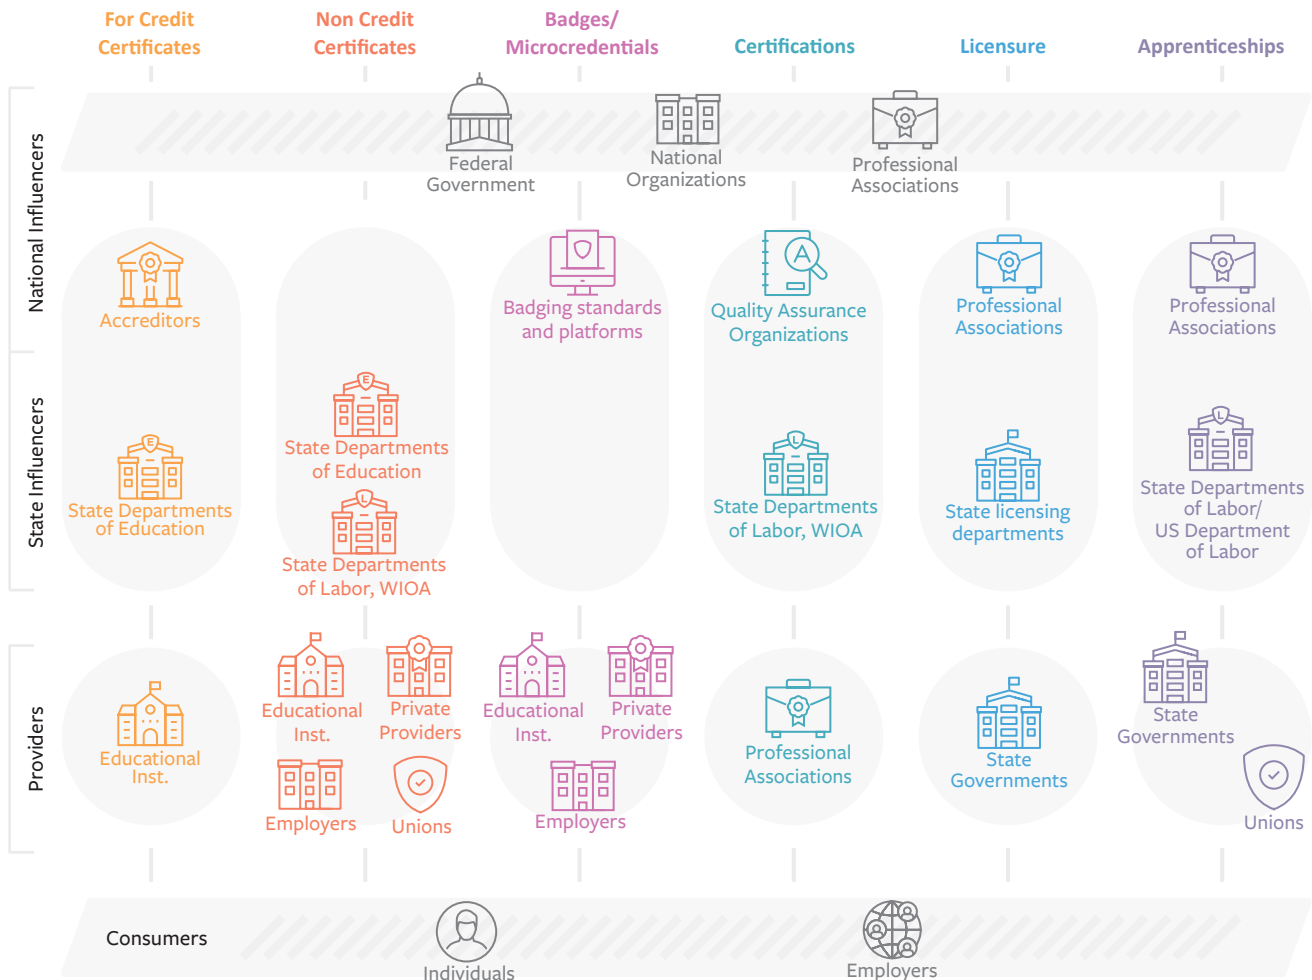 For Credit
Certificates
Non Credit
Certificates
Badges/
Microcredentials
Certifications
Licensure
Apprenticeships
National Influencers
Federal
Government
National
Organizations
Professional
Associations
Accreditors
Badging standards
and platforms
A
Quality Assurance
Organizations
Professional
Associations
Professional
Associations
State Influencers
E
State Departments
of Education
E
State Departments
of Education
L
State Departments
of Labor, WIOA
L
State Departments
of Labor, WIOA
State licensing
departments
L
State Departments
of Labor/
US Department
of Labor
Providers
Educational
Inst.
Educational
Inst.
Private
Providers
Employers
Unions
Educational
Inst.
Private
Providers
Employers
Professional
Associations
State
Governments
State
Governments
Unions
Consumers
Individuals
Employers